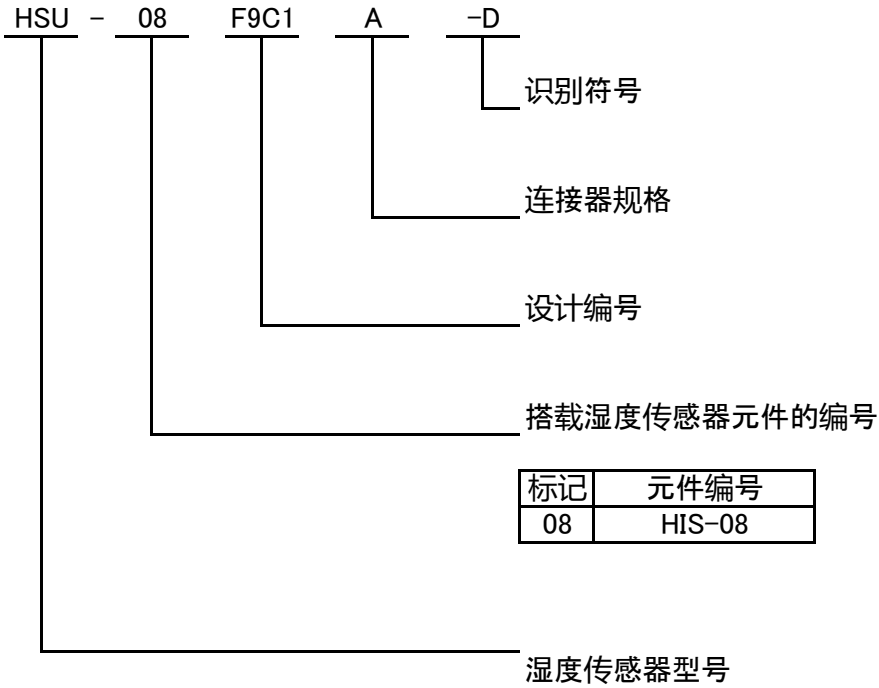 HSU - 08 F9C1 A -D
识别符号
连接器规格
设计编号
搭载湿度传感器元件的编号
标记 元件编号
08 HIS-08
湿度传感器型号